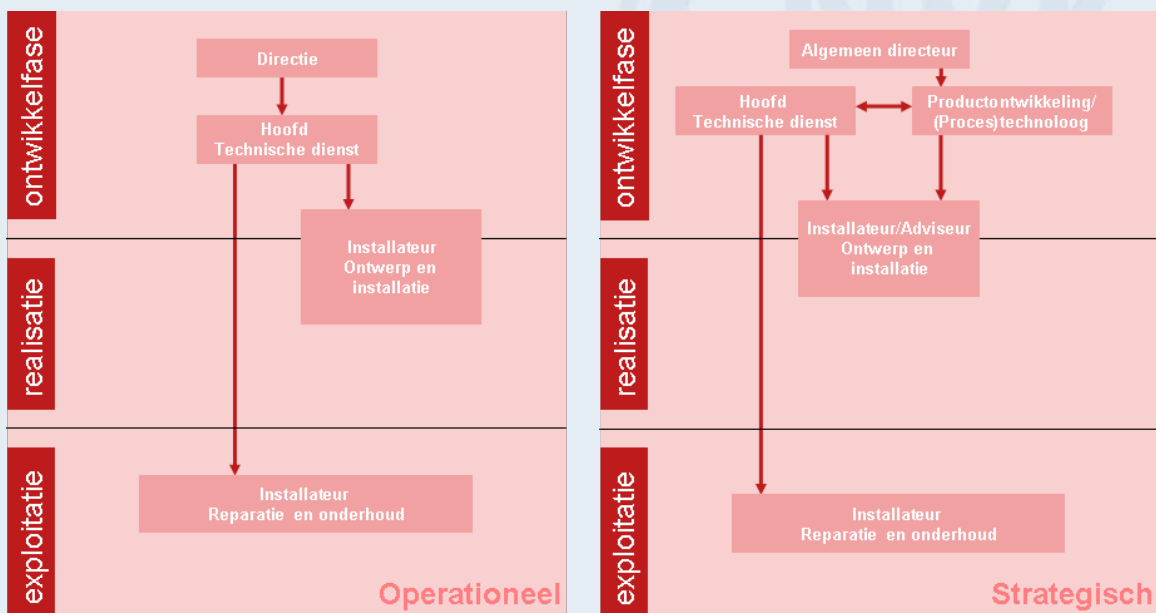 ontwikkelfase
Directie
Hoofd
Technische dienst
Installateur
Ontwerp en
installatie
realisatie
exploitatie
Installateur
Reparatie en onderhoud
Operationeel
ontwikkelfase
Algemeen directeur
Hoofd
Technische dienst
Productontwikkeling/
(Proces)technoloog
Installateur/Adviseur
Ontwerp en
installatie
realisatie
exploitatie
Installateur
Reparatie en onderhoud
Strategisch